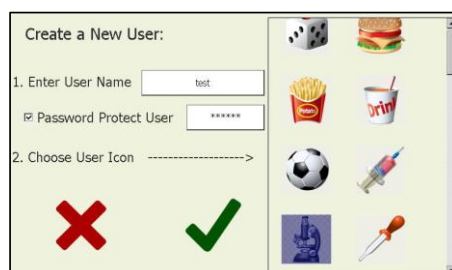 Create a New User:
1. Enter User Name test
Password Protect User ******
2. Choose User Icon ------------------->
Potato
Drink